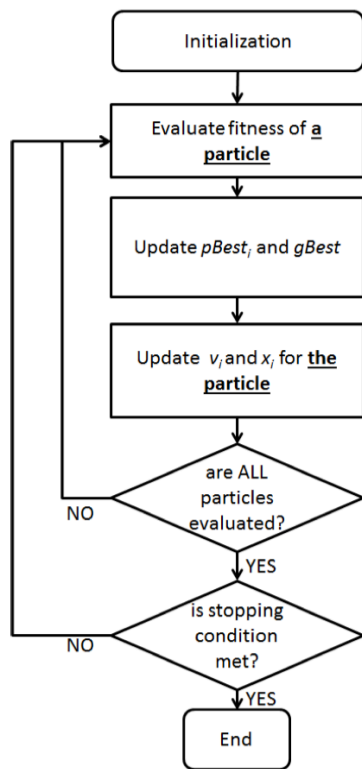 Initialization
Evaluate fitness of a
particle
Update pBesti and gBest
Update vi and xi for the
particle
are ALL
particles
evaluated?
NO
YES
is stopping
condition
met?
NO
YES
End